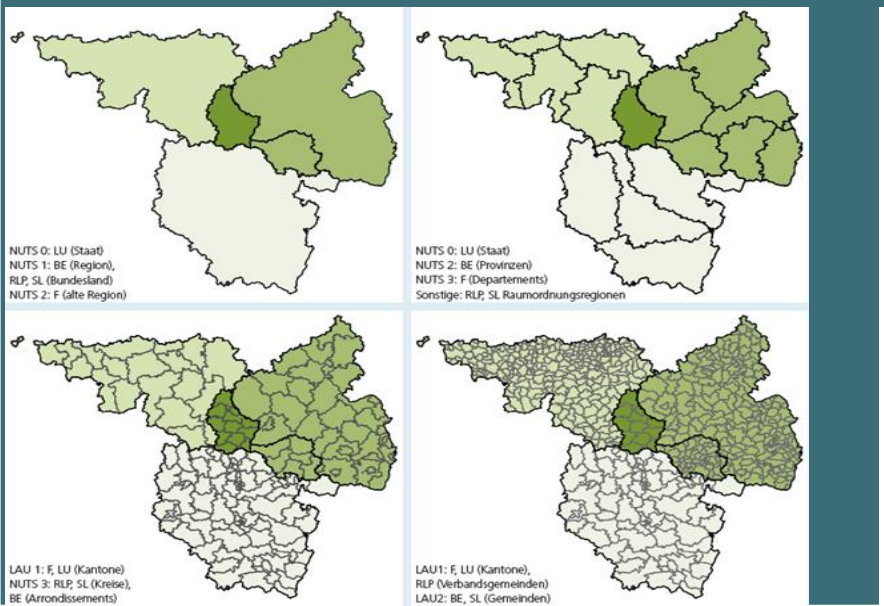 NUTS 0: LU (Staat)
NUTS 1: BE (Region),
RLP, SL (Bundesland)
NUTS 2: F (alte Region)
NUTS 0: LU (Staat)
NUTS 2: BE (Provinzen)
NUTS 3: F (Departements)
Sonstige: RLP, SL Raumordnungsregionen
LAU 1: F, LU (Kantone)
NUTS 3: RLP, SL (Kreise),
BE (Arrondissements)
LAU1: F, LU (Kantone),
RLP (Verbandsgemeinden)
LAU2: BE, SL (Gemeinden)